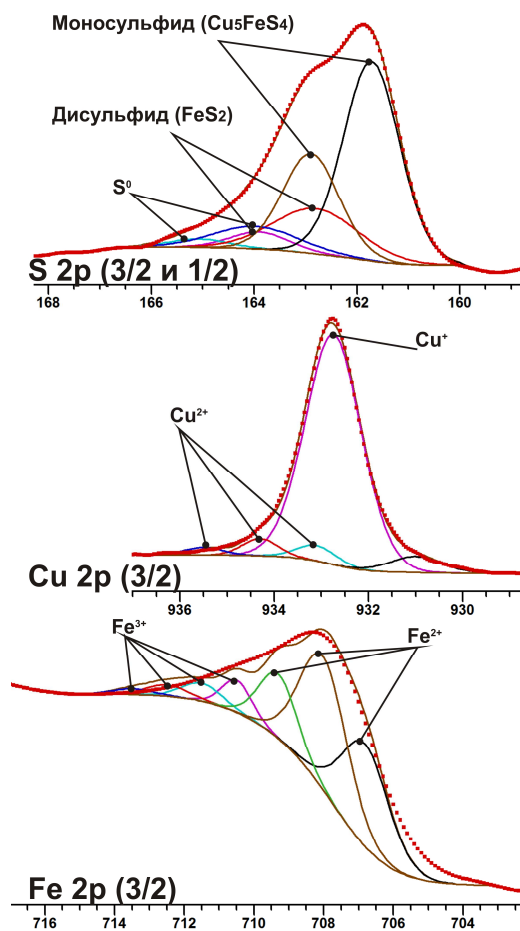 Моносульфид (Cu₅FeS₄)
Дисульфид (FeS₂)
S⁰
S 2p (3/2 и 1/2)
168 166 164 162 160
Cu⁺
Cu²⁺
Cu 2p (3/2)
936 934 932 930
Fe³⁺
Fe²⁺
Fe 2p (3/2)
716 714 712 710 708 706 704